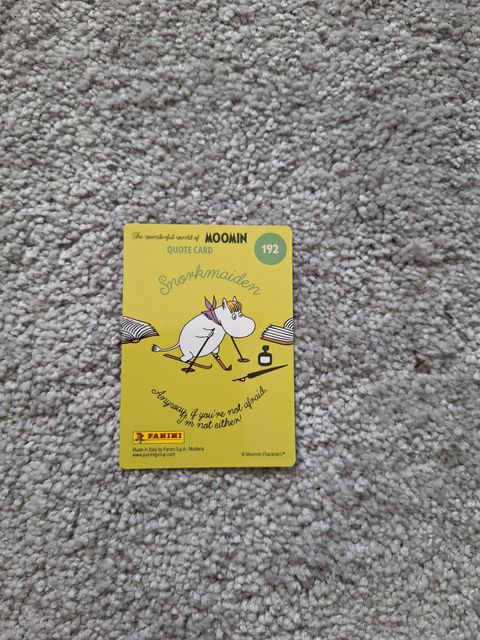 The wonderful world of MOOMIN
QUOTE CARD
192
Snorkmaiden
Anyway, if you're not afraid,
I'm not either!
PANINI
Made in Italy by Panini S.p.A - Modena
www.paninigroup.com
© Moomin Characters™